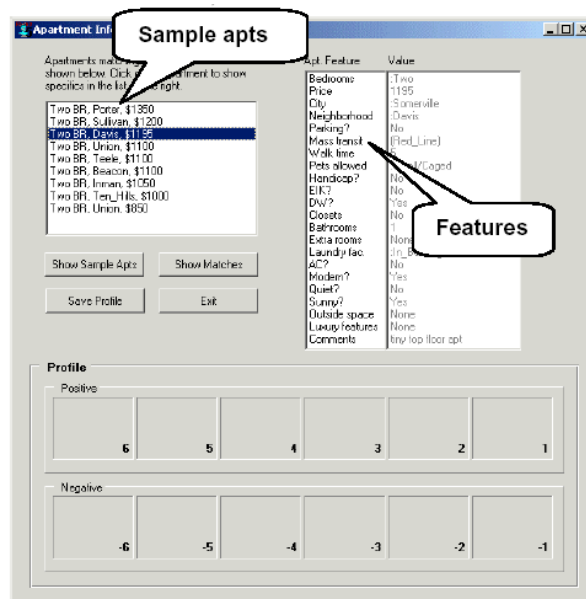 Apartment Inf
Sample apts
Apartments matching
shown below. Click
specifics in the list
right.
Two BR, Porter, $1350
Two BR, Sullivan, $1200
Two BR, Davis, $1195
Two BR, Union, $1100
Two BR, Teele, $1100
Two BR, Beacon, $1100
Two BR, Inman, $1050
Two BR, Ten_Hills, $1000
Two BR, Union, $850
Show Sample Apts
Show Matches
Save Profile
Exit
Apt. Feature Value
Bedrooms :Two
Price 1195
City :Somerville
Neighborhood :Davis
Parking? No
Mass transit (Red_Line)
Walk time
Pets allowed /Caged
Handicap? No
EIK? No
DW? Yes
Closets No
Bathrooms 1
Extra rooms None
Laundry fac.
AC? No
Modern? Yes
Quiet? No
Sunny? Yes
Outside space None
Luxury features None
Comments tiny top floor apt
Features
Profile
Positive
6 5 4 3 2 1
Negative
-6 -5 -4 -3 -2 -1